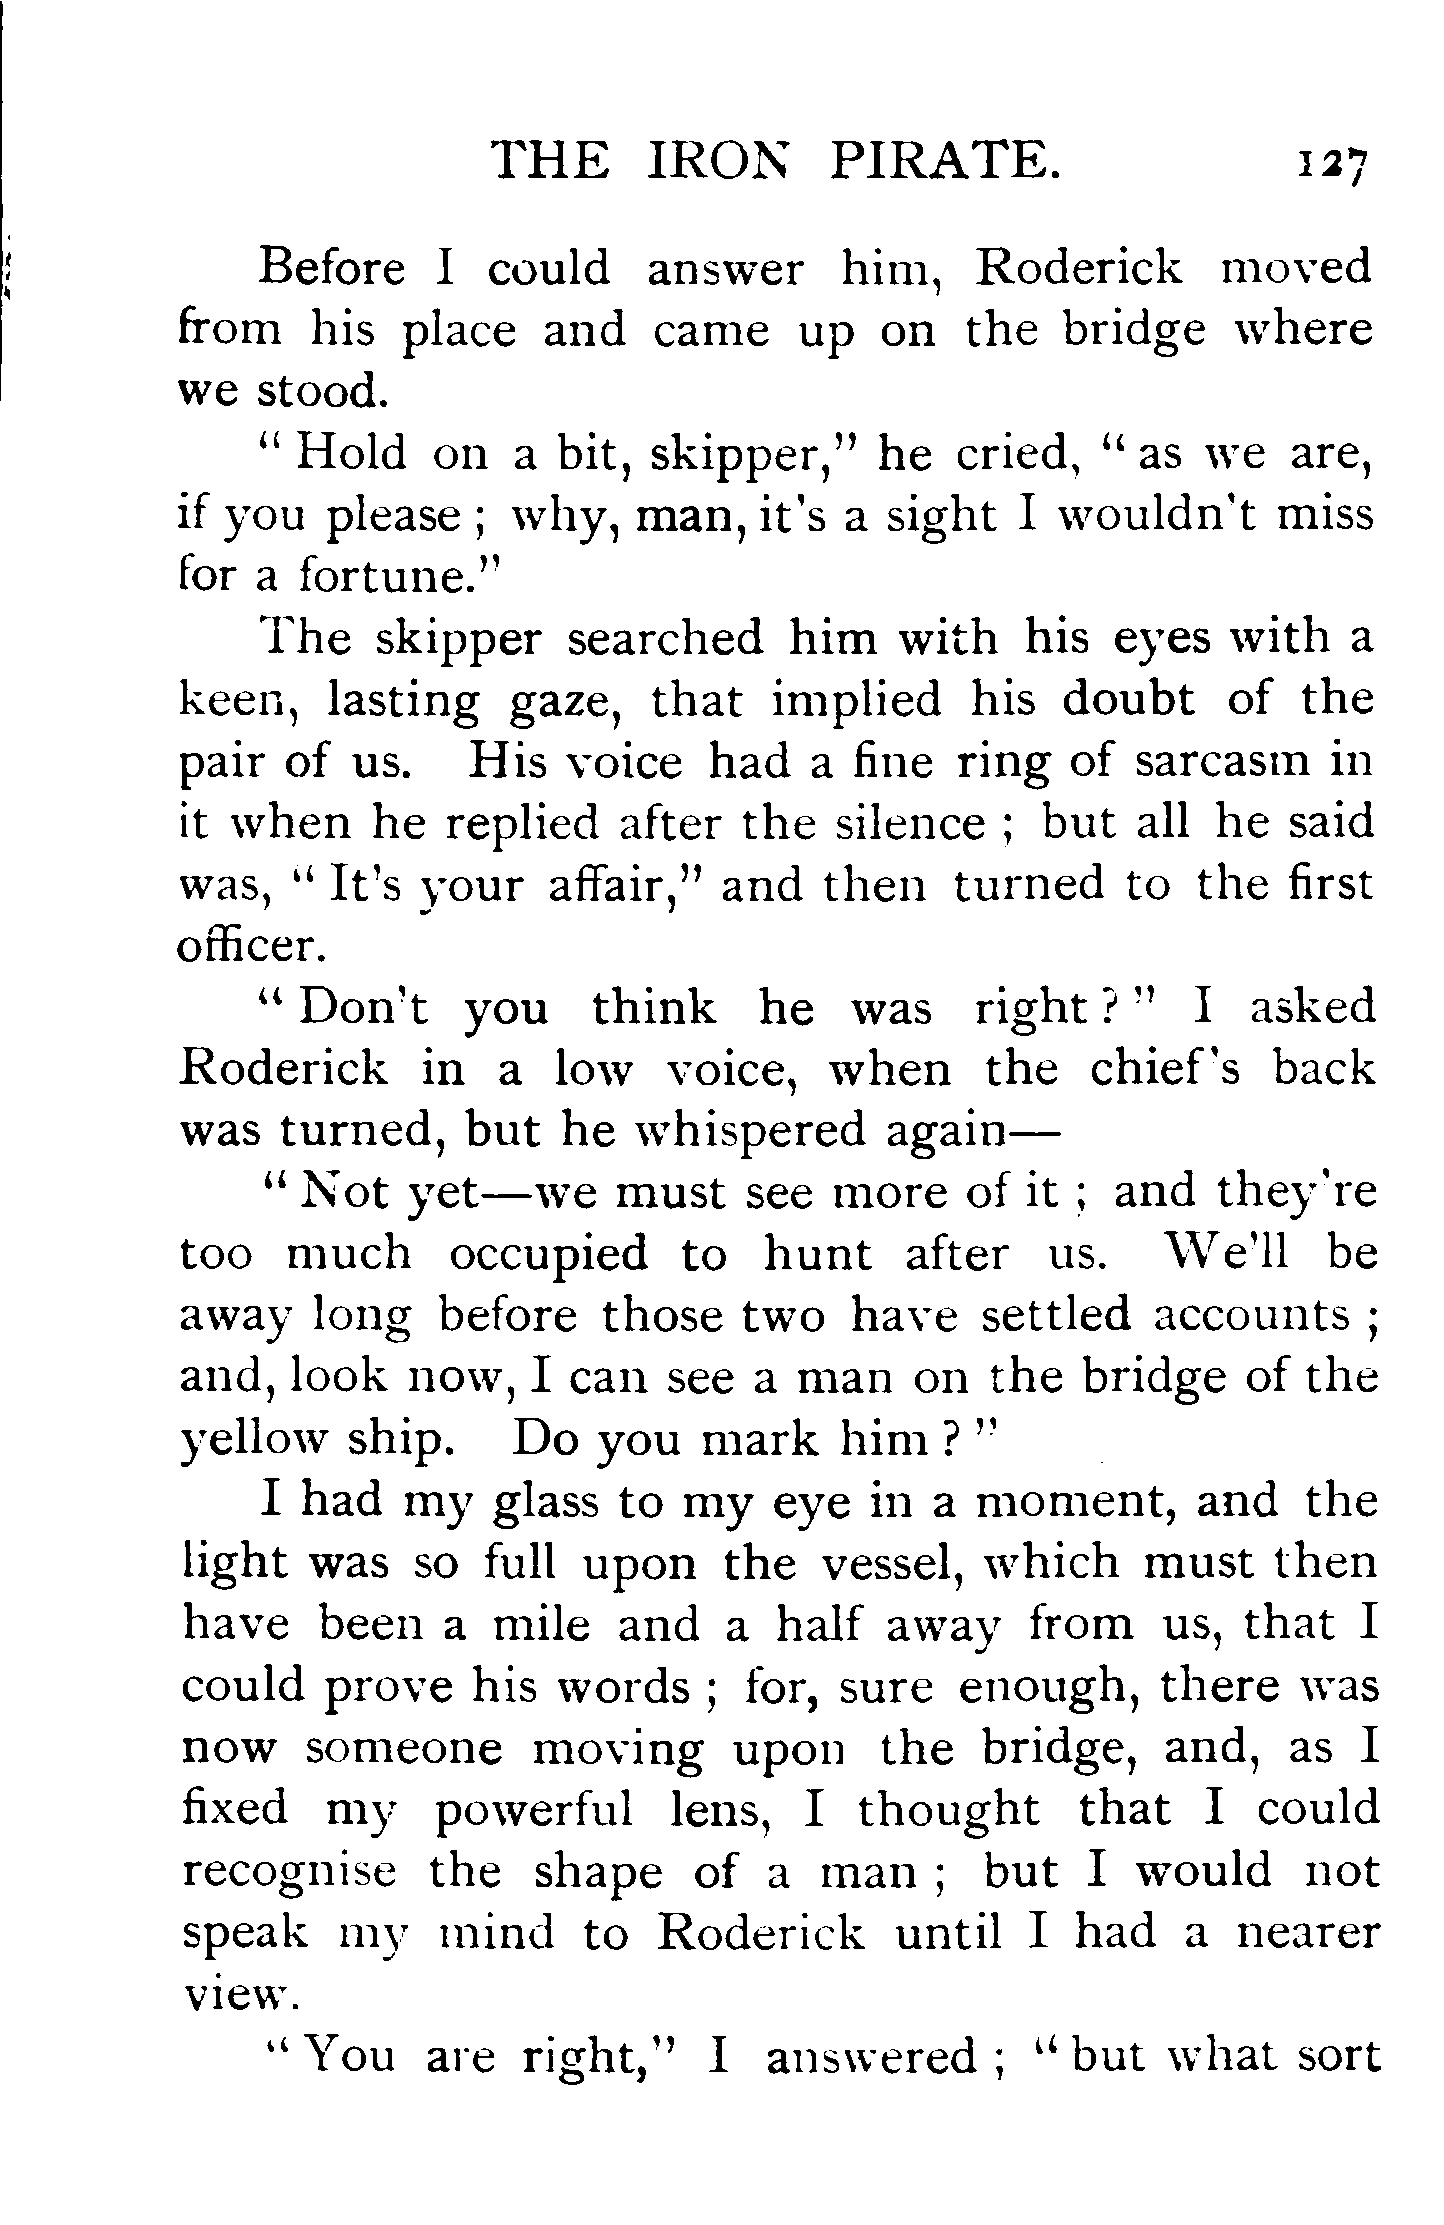 THE IRON PIRATE. 127
Before I could answer him, Roderick moved
from his place and came up on the bridge where
we stood.
“ Hold on a bit, skipper,” he cried, “ as we are,
if you please ; why, man, it's a sight I wouldn't miss
for a fortune.”
The skipper searched him with his eyes with a
keen, lasting gaze, that implied his doubt of the
pair of us. His voice had a fine ring of sarcasm in
it when he replied after the silence ; but all he said
was, “ It's your affair,” and then turned to the first
officer.
“ Don't you think he was right ? ” I asked
Roderick in a low voice, when the chief's back
was turned, but he whispered again—
“ Not yet—we must see more of it ; and they're
too much occupied to hunt after us. We'll be
away long before those two have settled accounts ;
and, look now, I can see a man on the bridge of the
yellow ship. Do you mark him ? ”
I had my glass to my eye in a moment, and the
light was so full upon the vessel, which must then
have been a mile and a half away from us, that I
could prove his words ; for, sure enough, there was
now someone moving upon the bridge, and, as I
fixed my powerful lens, I thought that I could
recognise the shape of a man ; but I would not
speak my mind to Roderick until I had a nearer
view.
“ You are right,” I answered ; “ but what sort